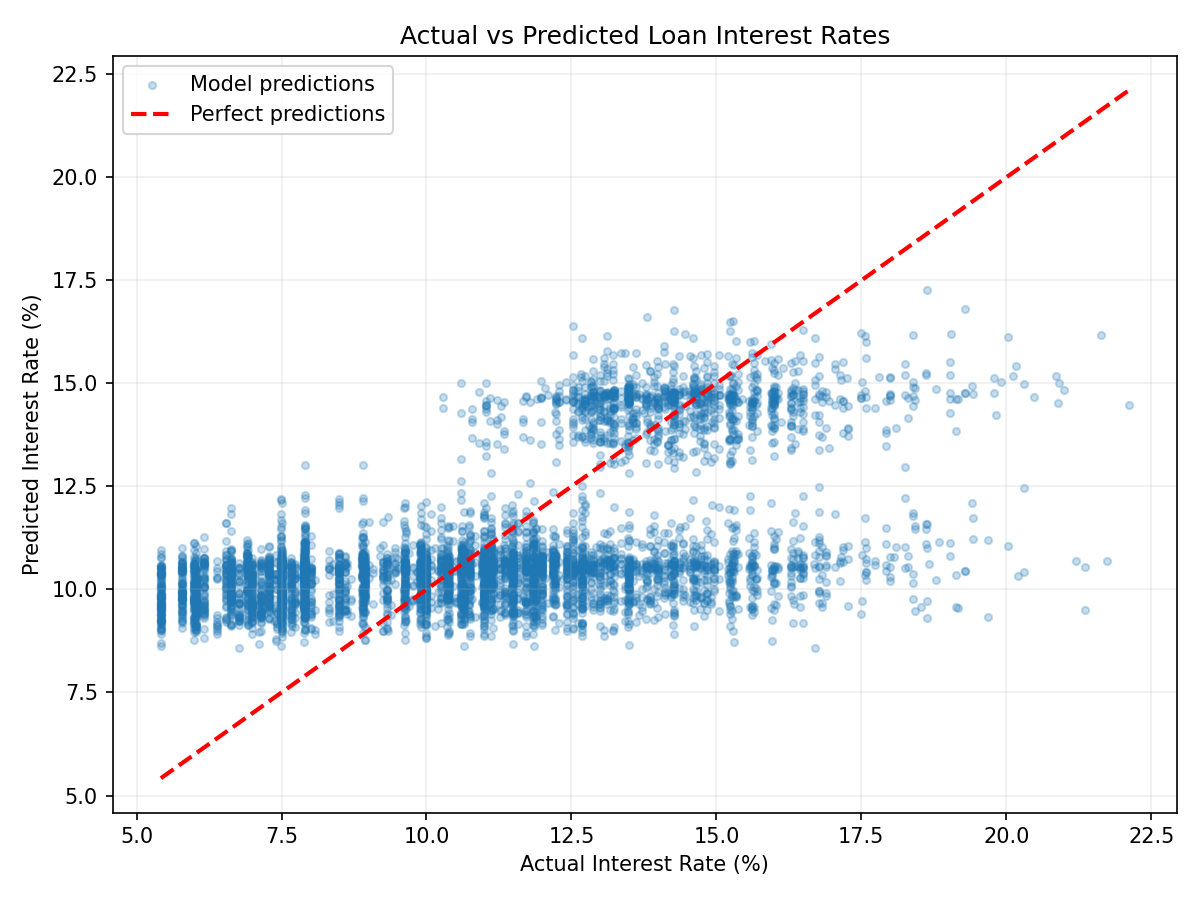 Actual vs Predicted Loan Interest Rates
Model predictions
Perfect predictions
Predicted Interest Rate (%)
22.5
20.0
17.5
15.0
12.5
10.0
7.5
5.0
5.0 7.5 10.0 12.5 15.0 17.5 20.0 22.5
Actual Interest Rate (%)